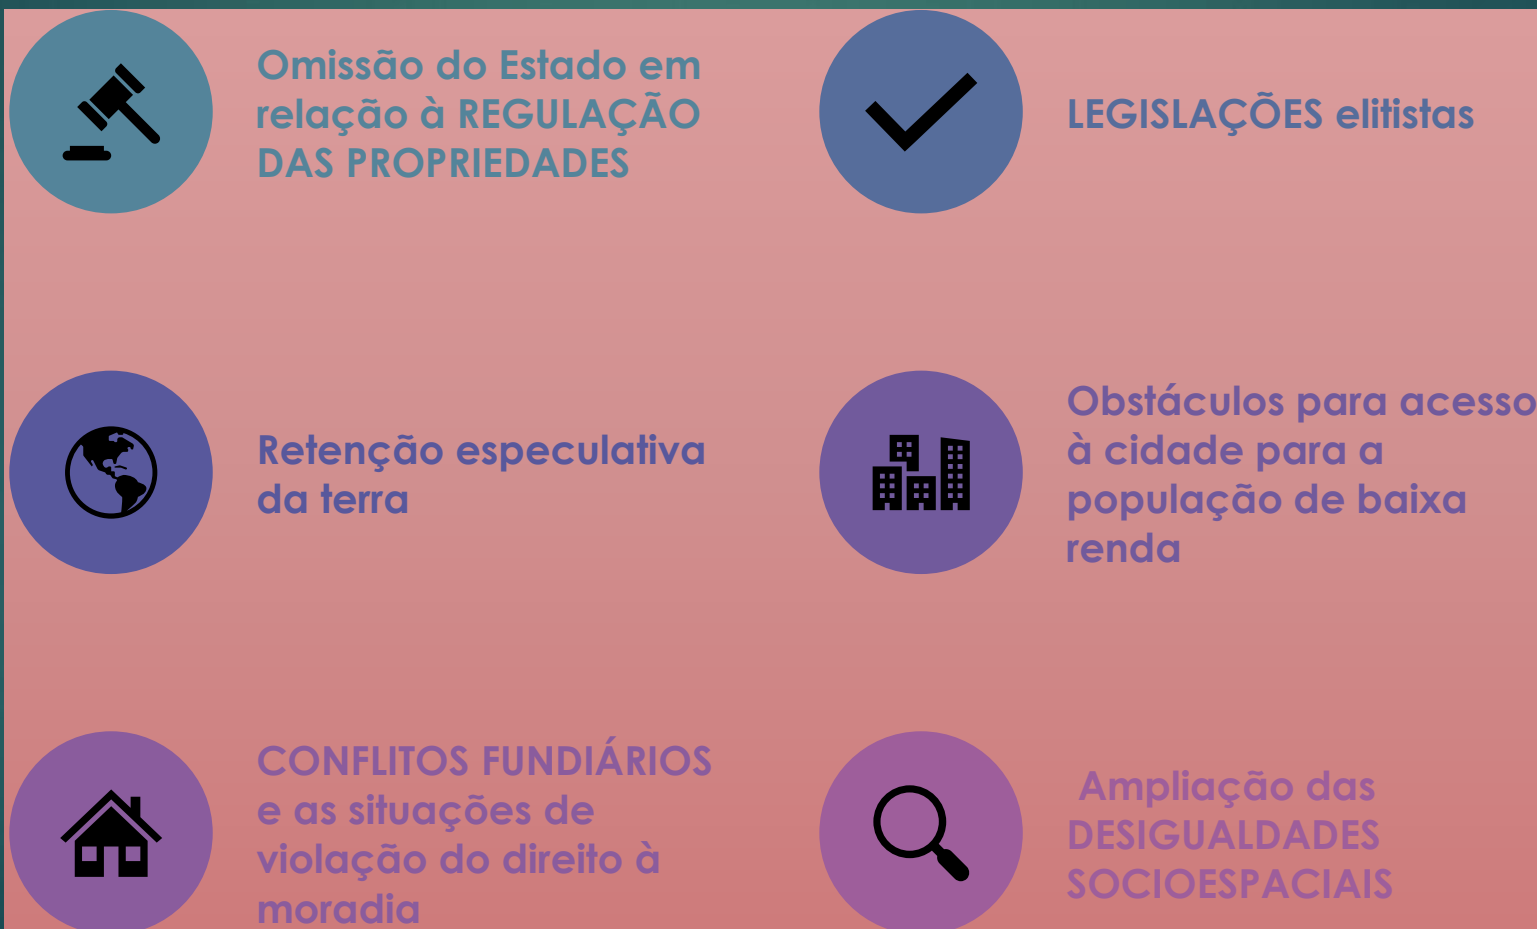 Omissão do Estado em
relação à REGULAÇÃO
DAS PROPRIEDADES
LEGISLAÇÕES elitistas
Retenção especulativa
da terra
Obstáculos para acesso
à cidade para a
população de baixa
renda
CONFLITOS FUNDIÁRIOS
e as situações de
violação do direito à
moradia
Ampliação das
DESIGUALDADES
SOCIOESPACIAIS